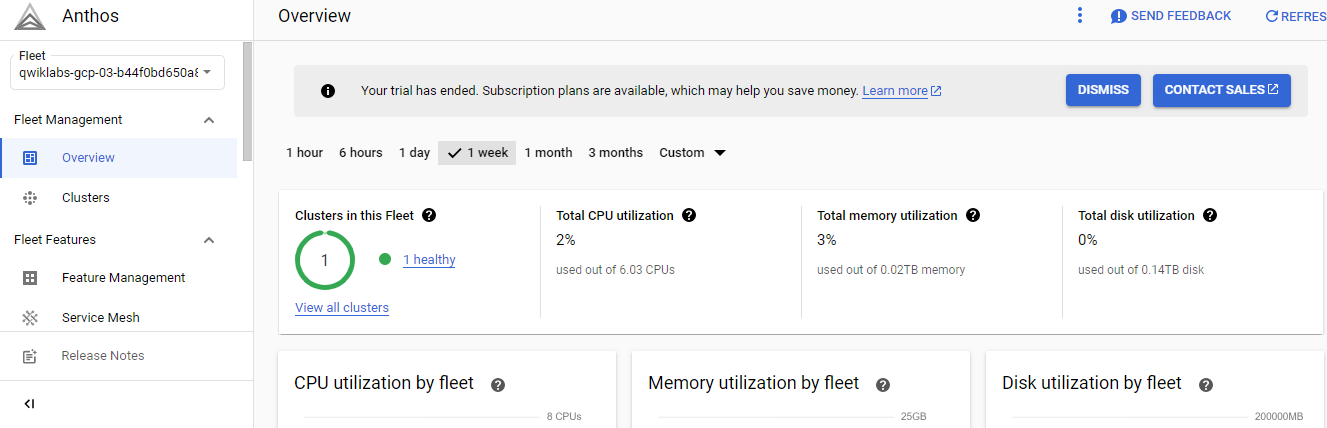 Anthos
Overview
SEND FEEDBACK
REFRES
Fleet
qwiklabs-gcp-03-b44f0bd650a8
Your trial has ended. Subscription plans are available, which may help you save money. Learn more
DISMISS
CONTACT SALES
Fleet Management
Overview
Clusters
Fleet Features
Feature Management
Service Mesh
Release Notes
1 hour 6 hours 1 day 1 week 1 month 3 months Custom
Clusters in this Fleet
1
1 healthy
View all clusters
Total CPU utilization
2%
used out of 6.03 CPUs
Total memory utilization
3%
used out of 0.02TB memory
Total disk utilization
0%
used out of 0.14TB disk
CPU utilization by fleet
8 CPUs
Memory utilization by fleet
25GB
Disk utilization by fleet
200000MB